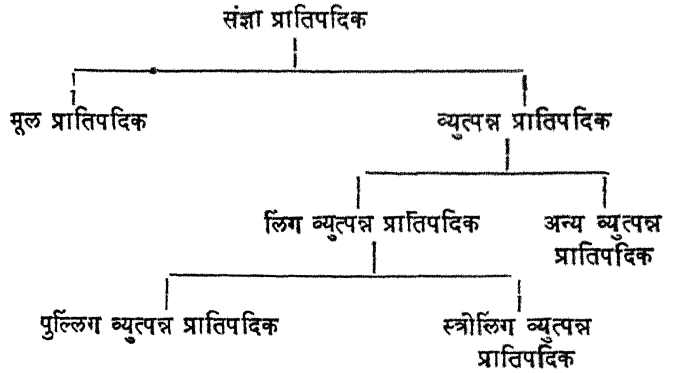 संज्ञा प्रातिपदिक
मूल प्रातिपदिक
व्युत्पन्न प्रातिपदिक
लिंग व्युत्पन्न प्रातिपदिक
अन्य व्युत्पन्न
प्रातिपदिक
पुल्लिग व्युत्पन्न प्रातिपदिक
स्त्रोलिंग व्युत्पन्न
प्रातिपदिक